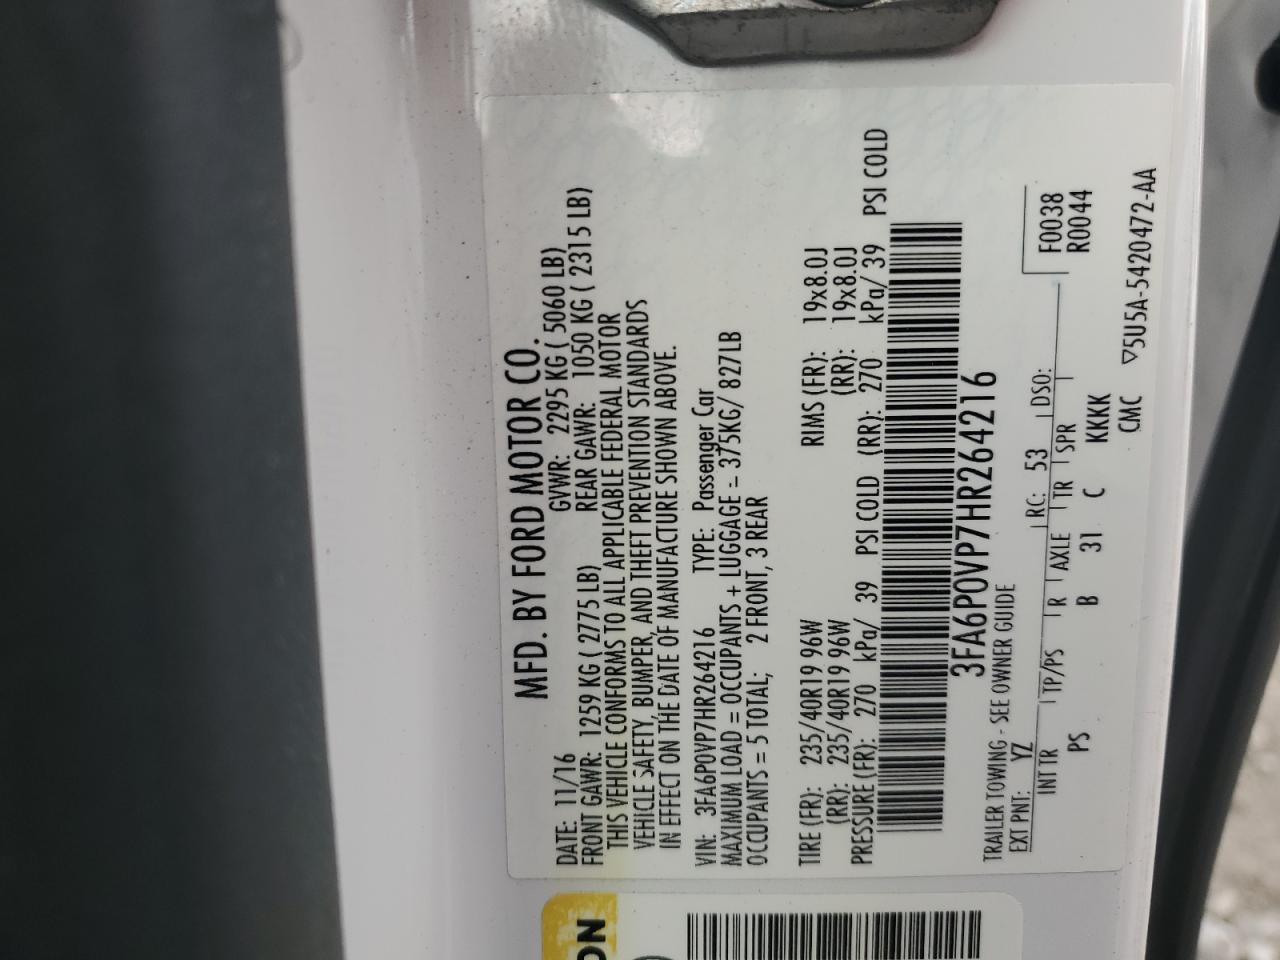 MFD. BY FORD MOTOR CO.
DATE: 11/16 GVWR: 2295 KG ( 5060 LB)
FRONT GAWR: 1259 KG ( 2775 LB) REAR GAWR: 1050 KG ( 2315 LB)
THIS VEHICLE CONFORMS TO ALL APPLICABLE FEDERAL MOTOR
VEHICLE SAFETY, BUMPER, AND THEFT PREVENTION STANDARDS
IN EFFECT ON THE DATE OF MANUFACTURE SHOWN ABOVE.
VIN: 3FA6P0VP7HR264216 TYPE: Passenger Car
MAXIMUM LOAD = OCCUPANTS + LUGGAGE = 375KG/ 827LB
OCCUPANTS = 5 TOTAL; 2 FRONT, 3 REAR
TIRE (FR): 235/40R19 96W RIMS (FR): 19x8.0J
(RR): 235/40R19 96W (RR): 19x8.0J
PRESSURE (FR): 270 kPa/ 39 PSI COLD (RR): 270 kPa/ 39 PSI COLD
3FA6P0VP7HR264216
TRAILER TOWING - SEE OWNER GUIDE
EXT PNT: YZ RC: 53 DSO: F0038
INT TR TP/PS R AXLE TR SPR R0044
PS B 31 C KKKK
CMC ▽5U5A-5420472-AA
ON